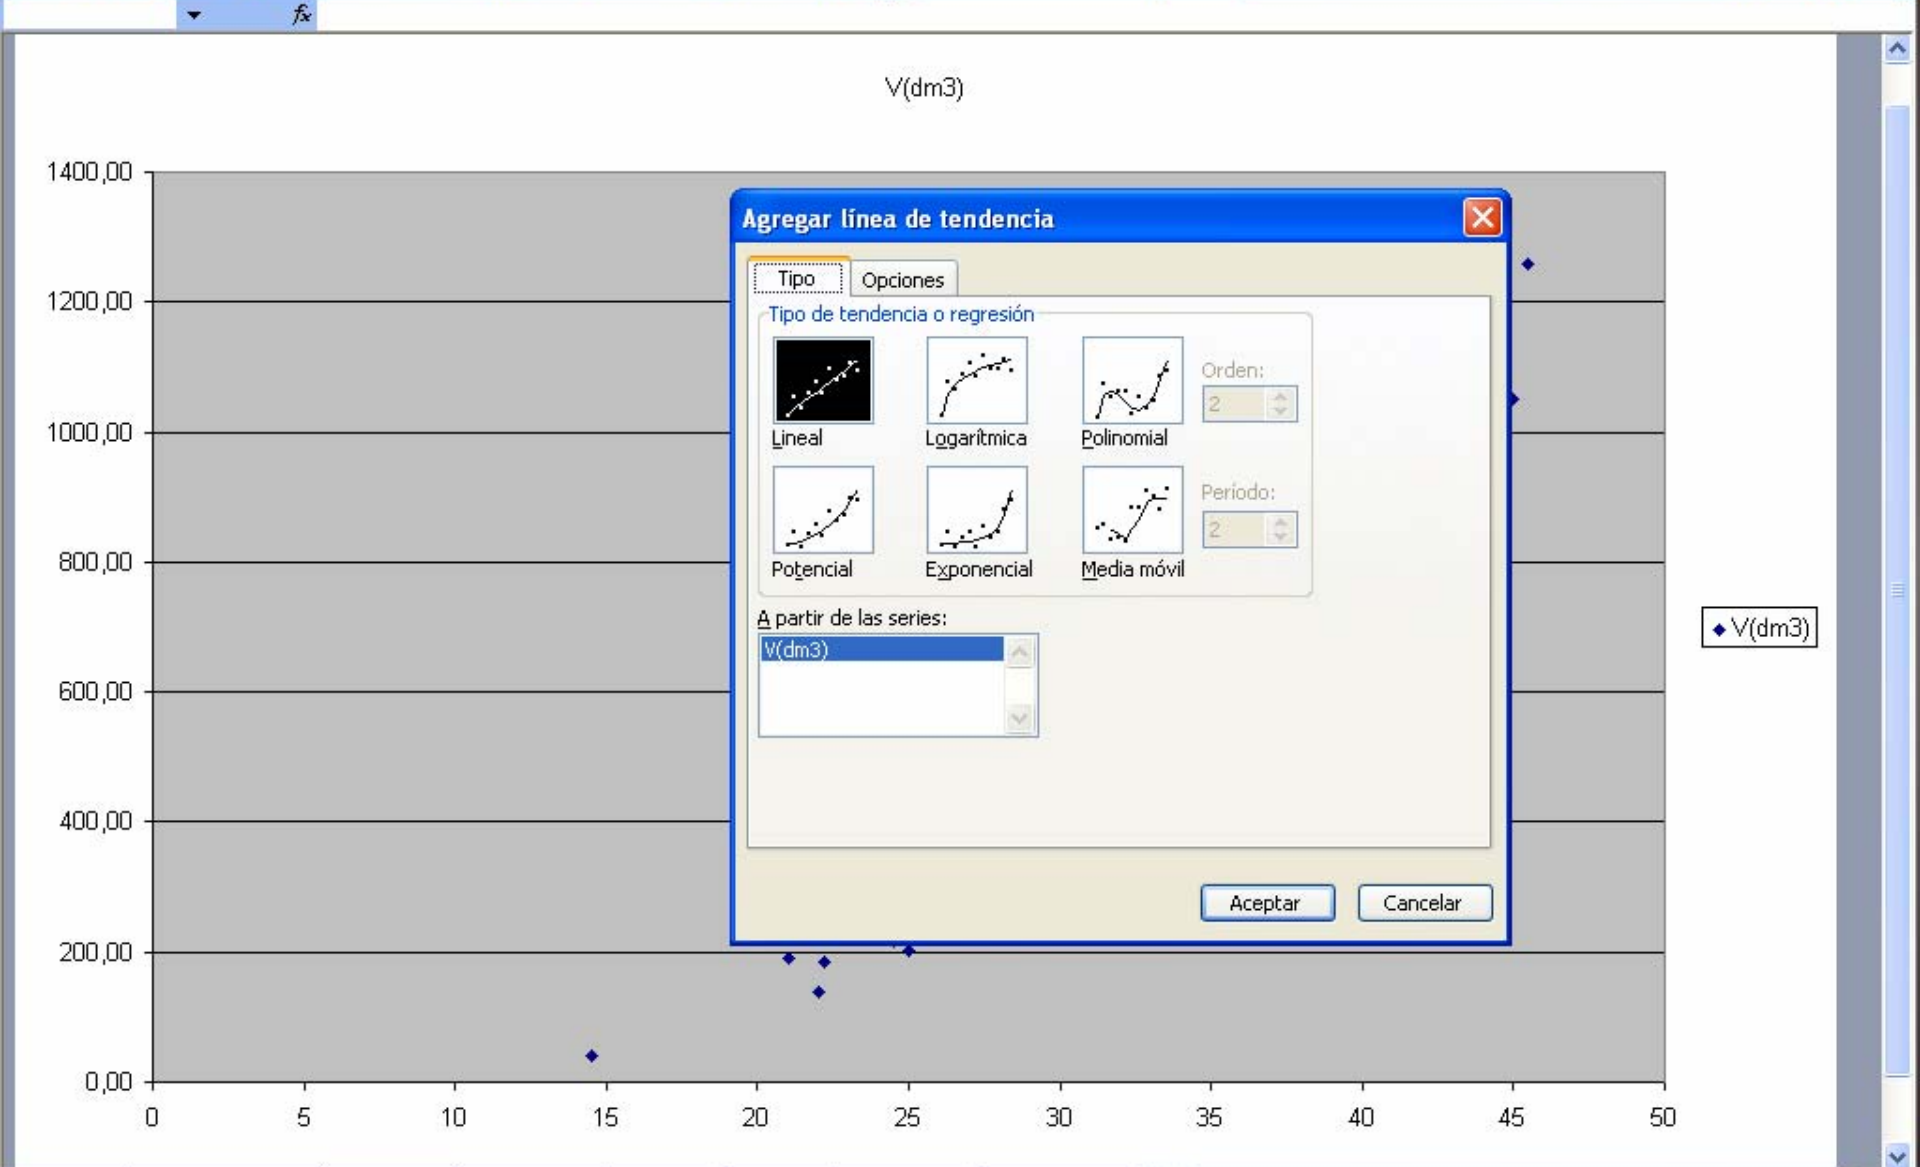 fx
V(dm3)
1400,00
1200,00
1000,00
800,00
600,00
400,00
200,00
0,00
0 5 10 15 20 25 30 35 40 45 50
V(dm3)
Agregar línea de tendencia
Tipo Opciones
Tipo de tendencia o regresión
Lineal Logarítmica Polinomial
Orden:
2
Potencial Exponencial Media móvil
Período:
2
A partir de las series:
V(dm3)
Aceptar Cancelar